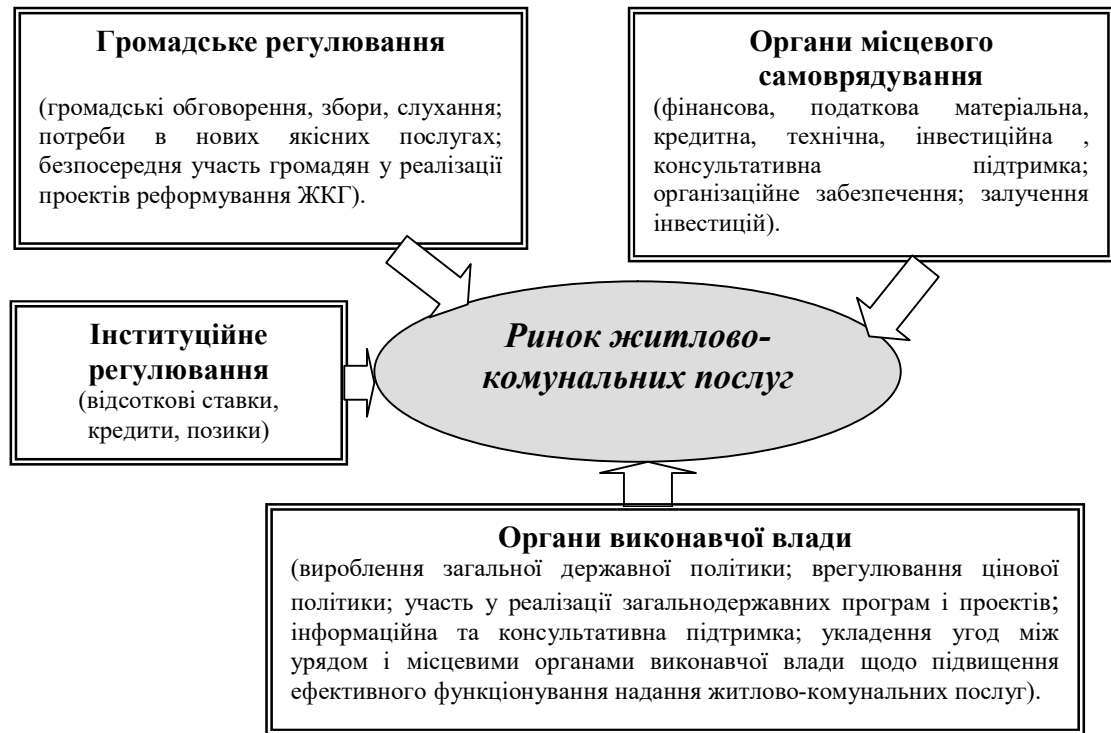 Громадське регулювання
(громадські обговорення, збори, слухання;
потреби в нових якісних послугах;
безпосередня участь громадян у реалізації
проектів реформування ЖКГ).
Органи місцевого
самоврядування
(фінансова, податкова матеріальна,
кредитна, технічна, інвестиційна ,
консультативна підтримка;
організаційне забезпечення; залучення
інвестицій).
Інституційне
регулювання
(відсоткові ставки,
кредити, позики)
Ринок житлово-
комунальних послуг
Органи виконавчої влади
(вироблення загальної державної політики; врегулювання цінової
політики; участь у реалізації загальнодержавних програм і проектів;
інформаційна та консультативна підтримка; укладення угод між
урядом і місцевими органами виконавчої влади щодо підвищення
ефективного функціонування надання житлово-комунальних послуг).